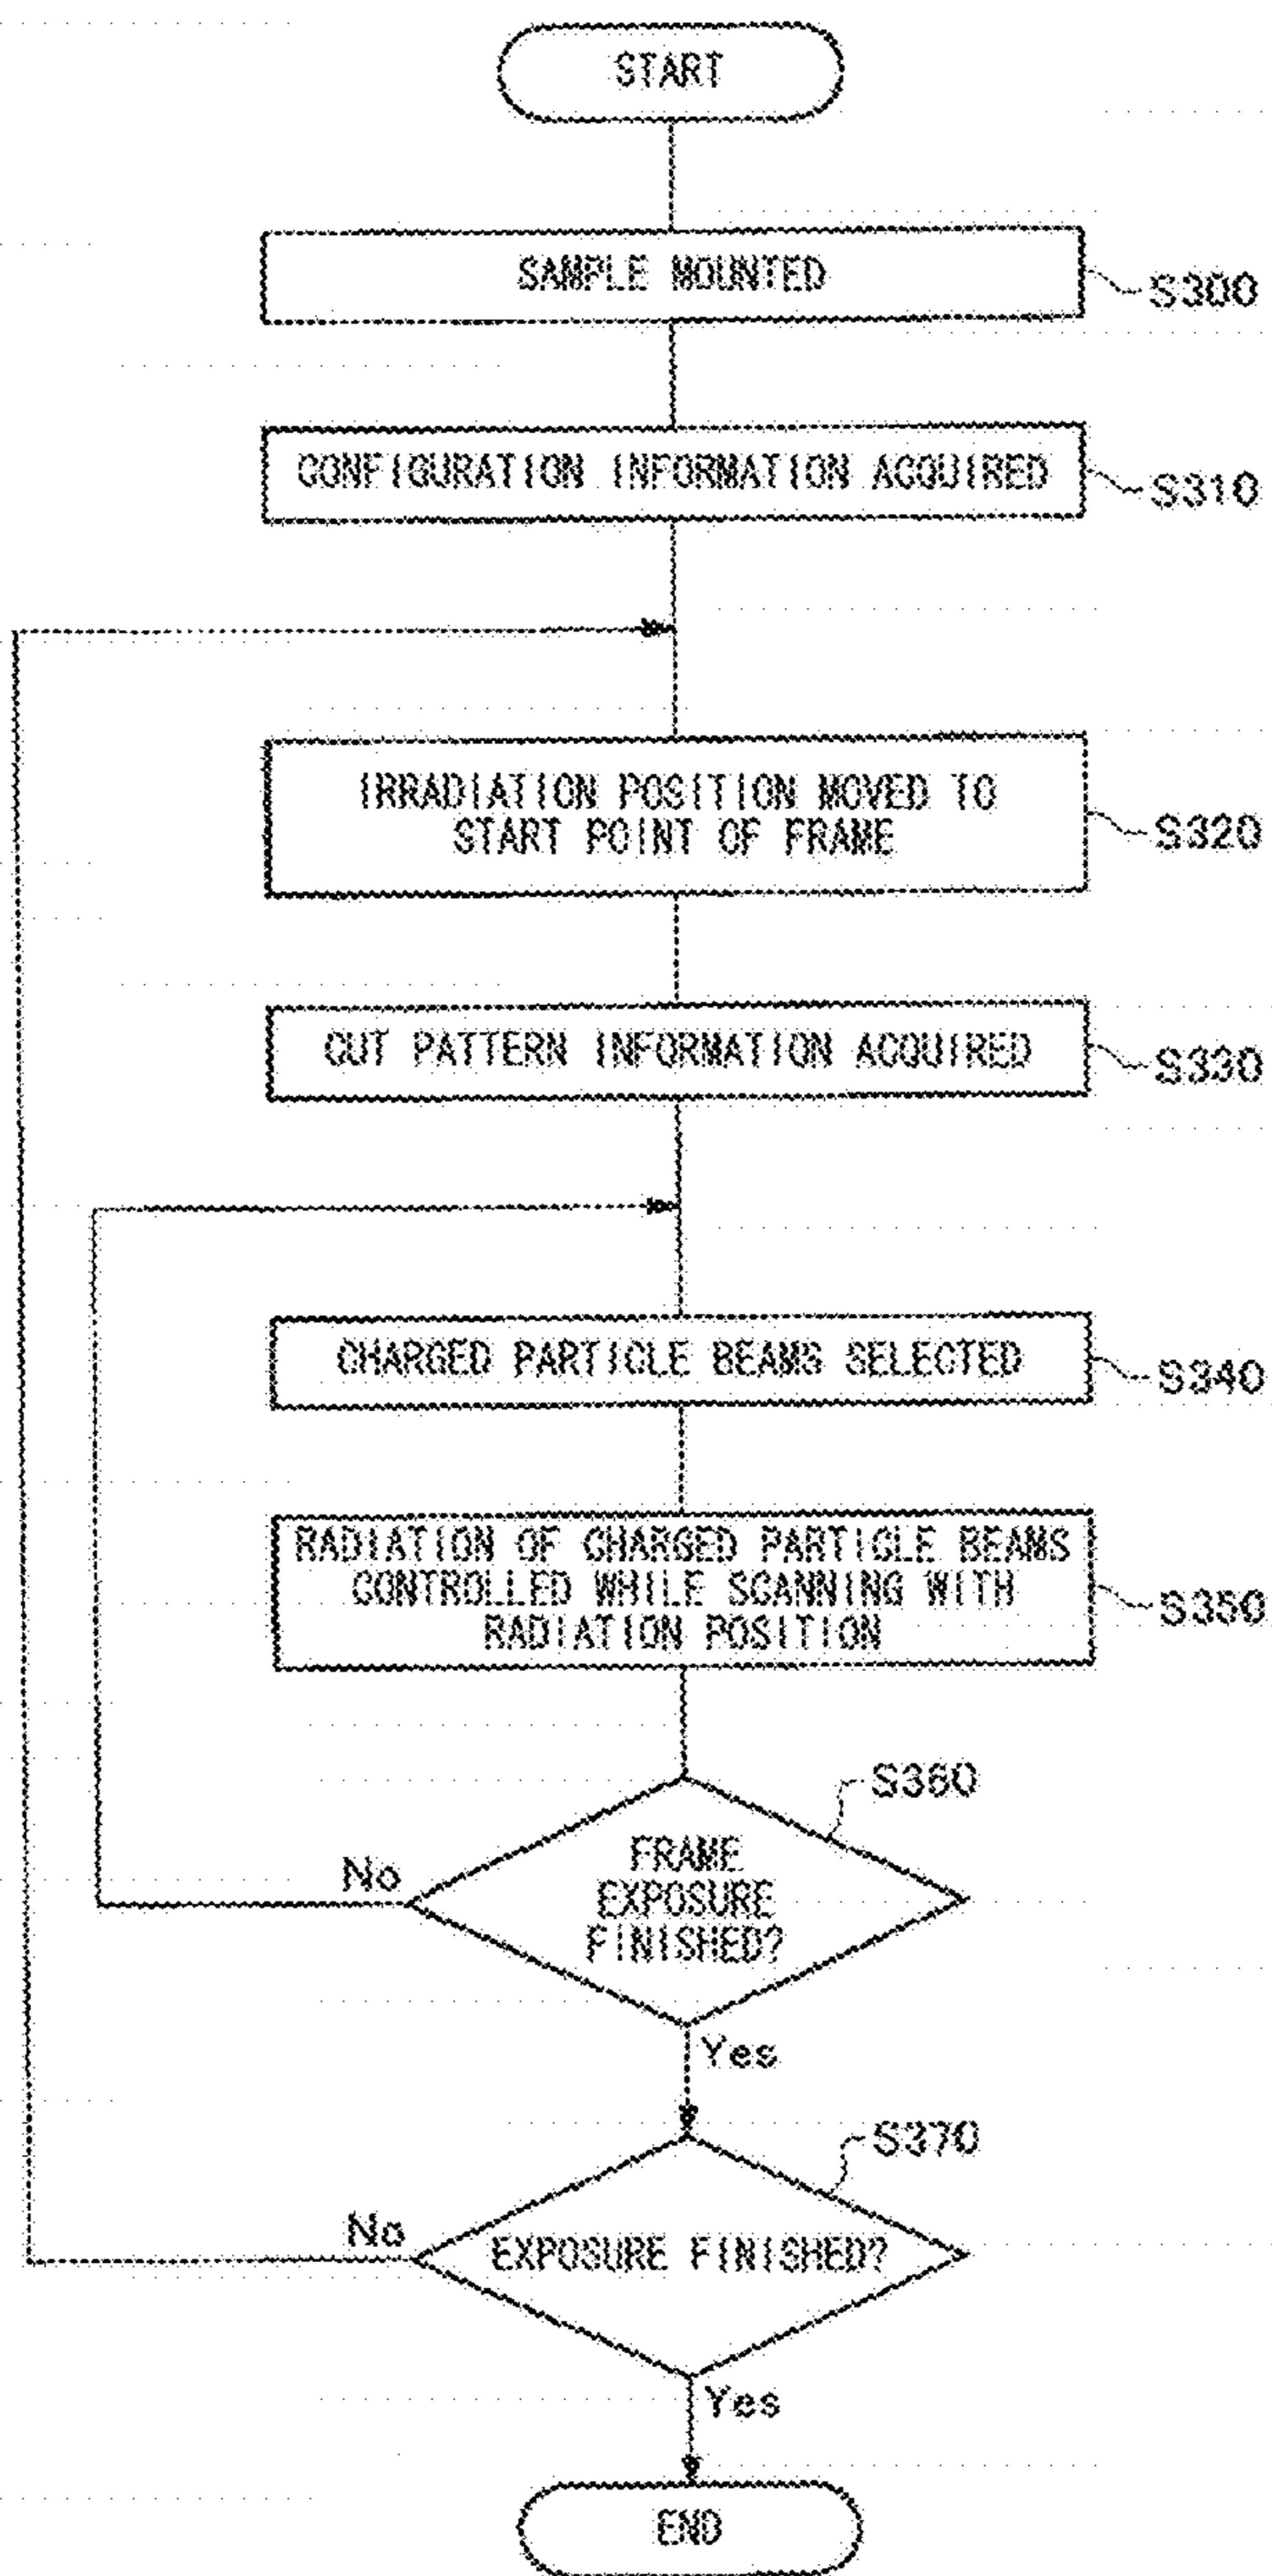 START
SAMPLE MOUNTED
S300
CONFIGURATION INFORMATION ACQUIRED
S310
IRRADIATION POSITION MOVED TO
START POINT OF FRAME
S320
CUT PATTERN INFORMATION ACQUIRED
S330
CHARGED PARTICLE BEAMS SELECTED
S340
RADIATION OF CHARGED PARTICLE BEAMS
CONTROLLED WHILE SCANNING WITH
RADIATION POSITION
S350
S360
FRAME
EXPOSURE
FINISHED?
No
Yes
S370
EXPOSURE FINISHED?
No
Yes
END